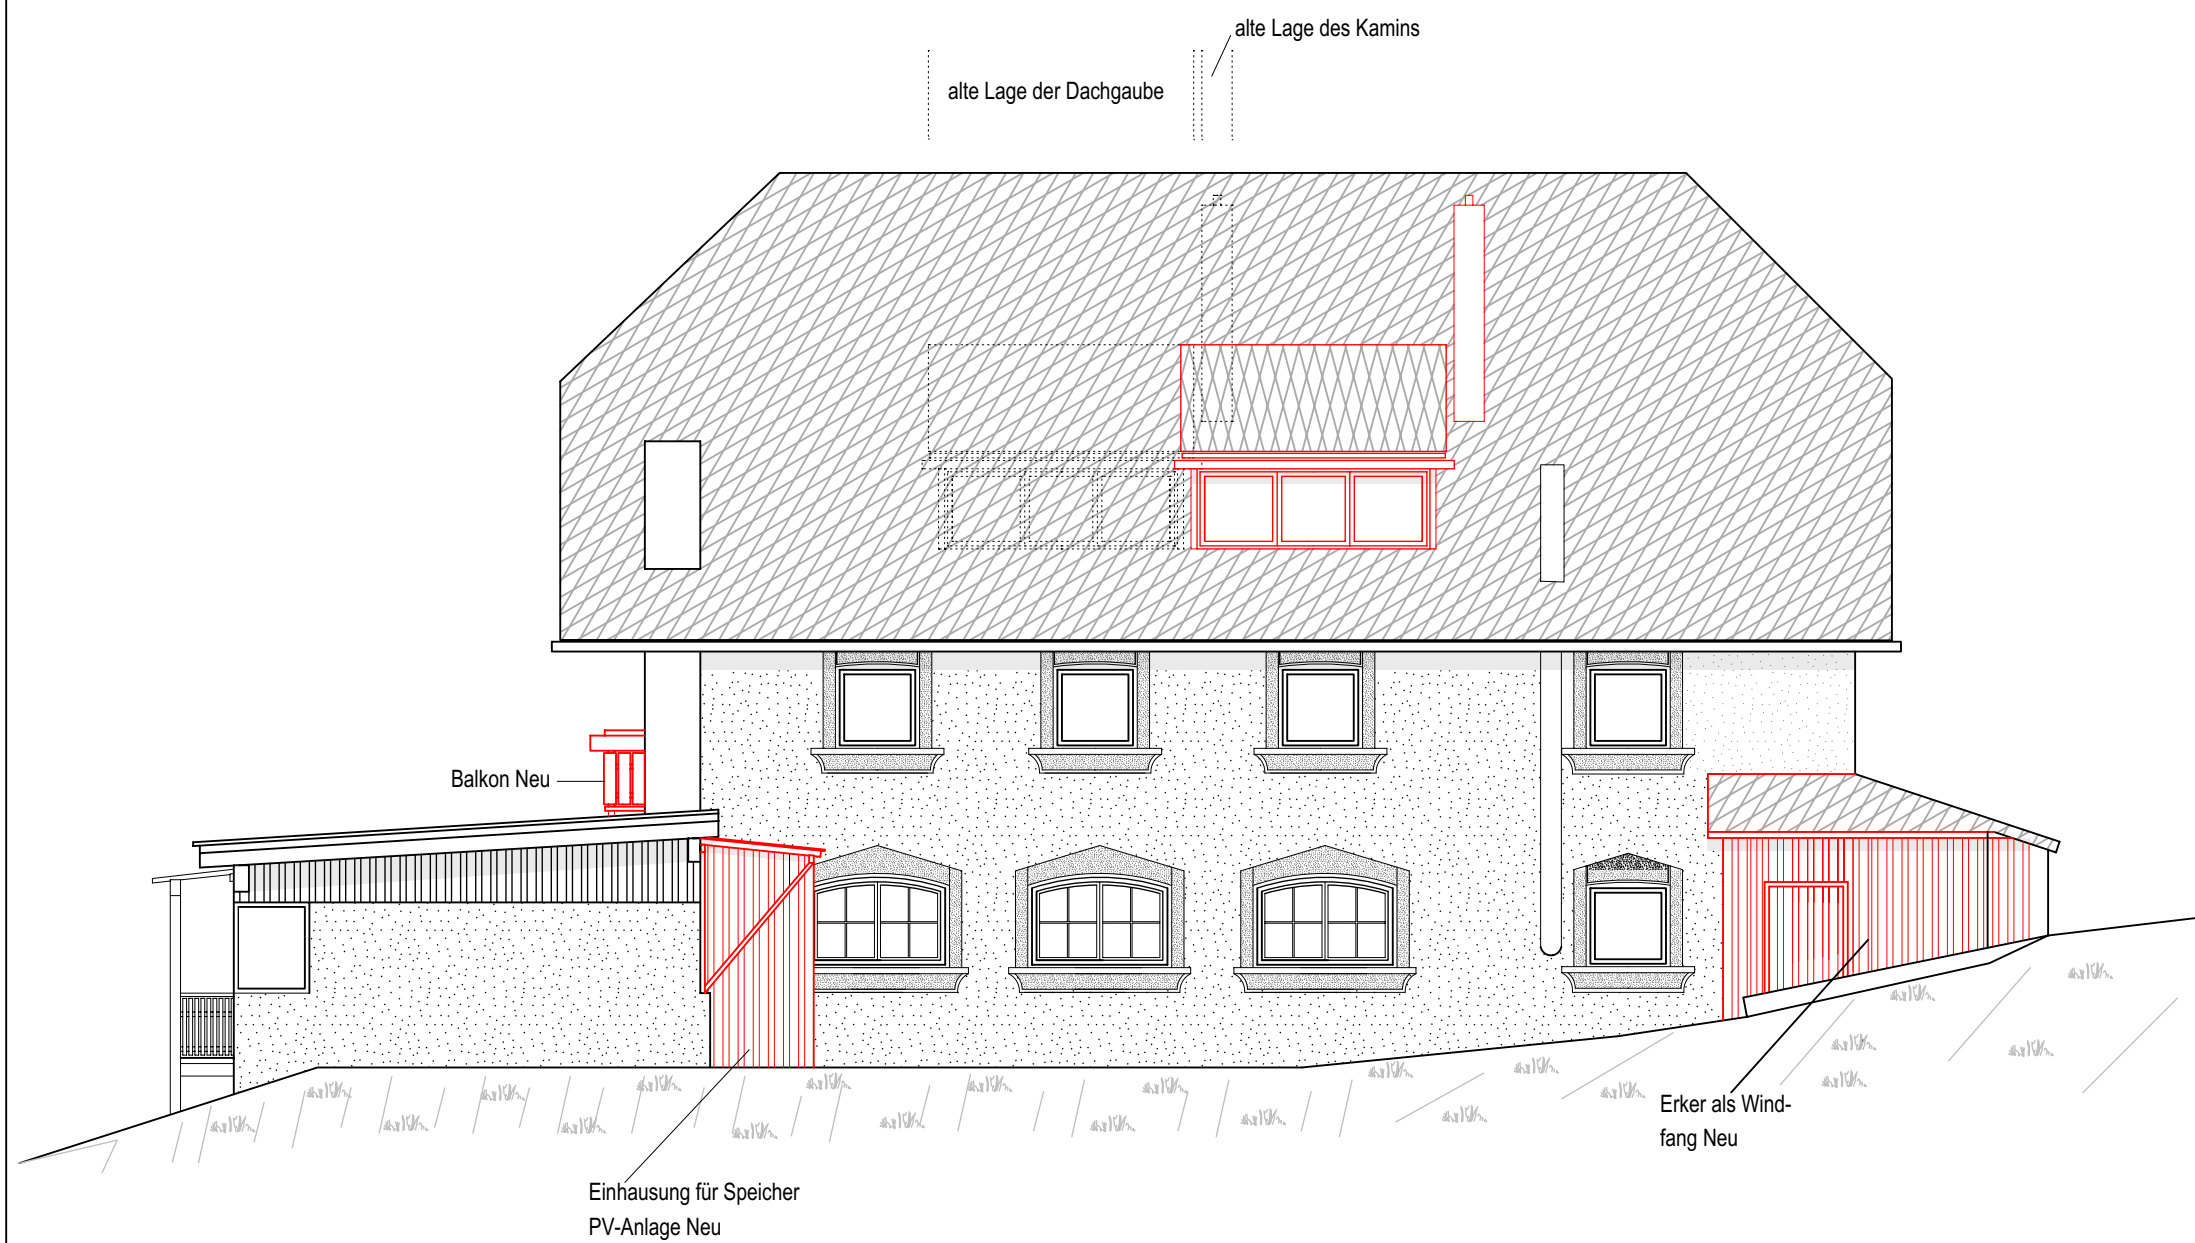 alte Lage des Kamins
alte Lage der Dachgaube
Balkon Neu
Erker als Wind-
fang Neu
Einhausung für Speicher
PV-Anlage Neu